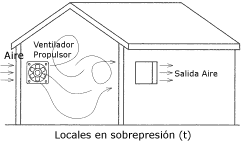 Ventilador
Propulsor
Aire
Salida Aire
Locales en sobrepresión (t)